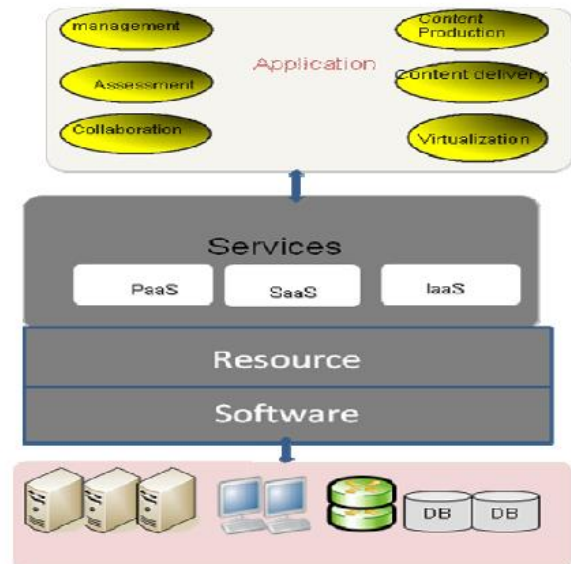 management
Content
Production
Application
Assessment
Content delivery
Collaboration
Virtualization
Services
PaaS
SaaS
IaaS
Resource
Software
DB
DB